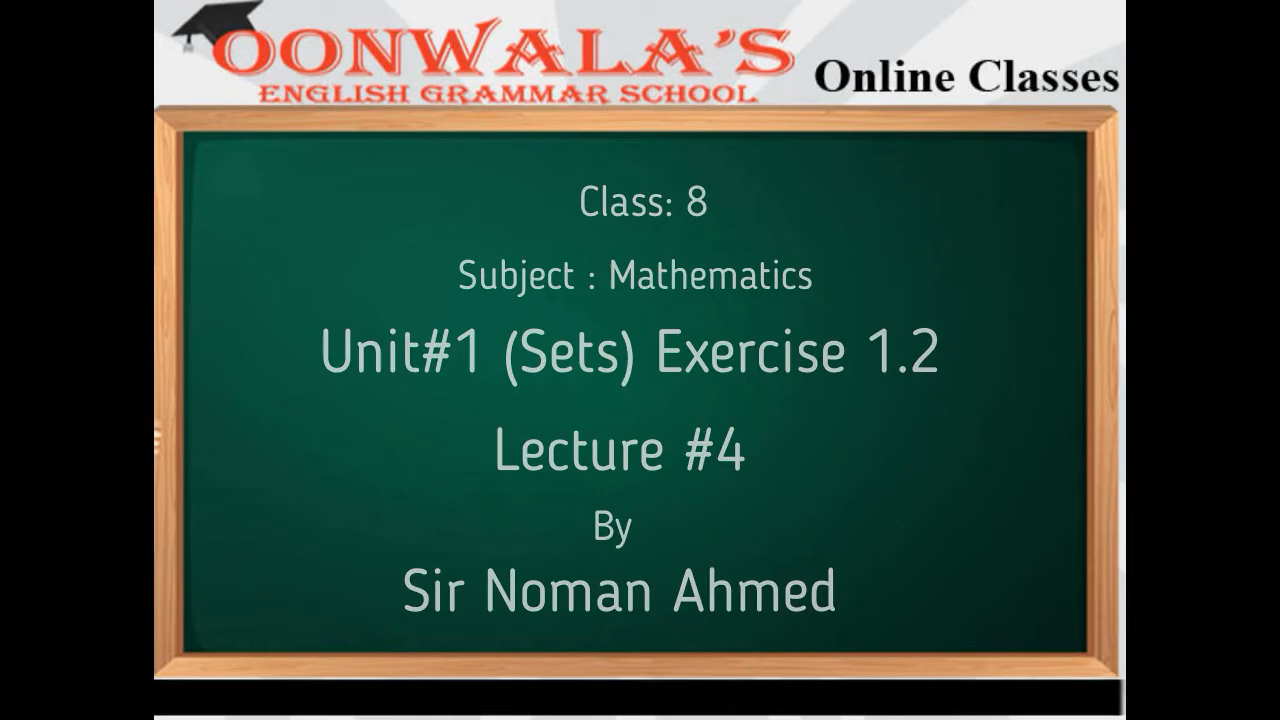 OONWALA'S
ENGLISH GRAMMAR SCHOOL
Online Classes
Class: 8
Subject : Mathematics
Unit#1 (Sets) Exercise 1.2
Lecture #4
By
Sir Noman Ahmed